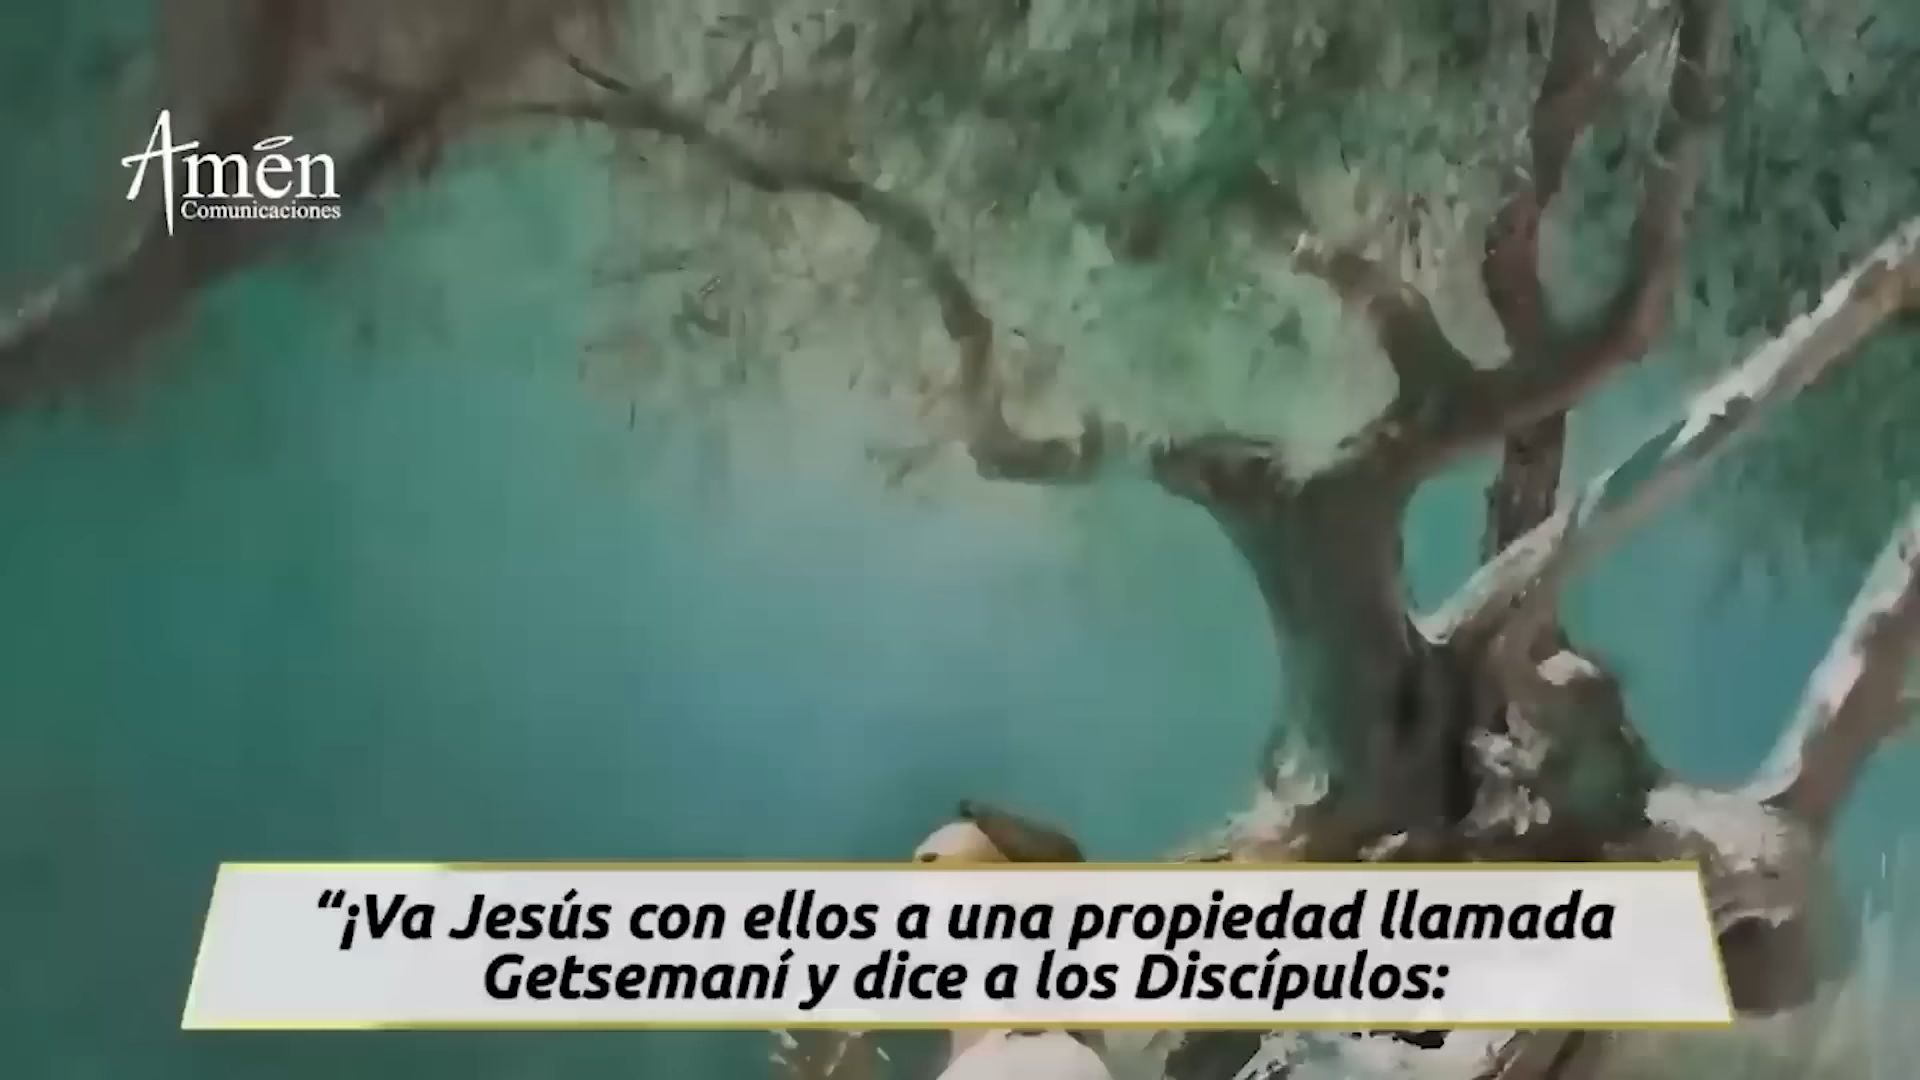 Amén
Comunicaciones
“¡Va Jesús con ellos a una propiedad llamada
Getsemaní y dice a los Discípulos: